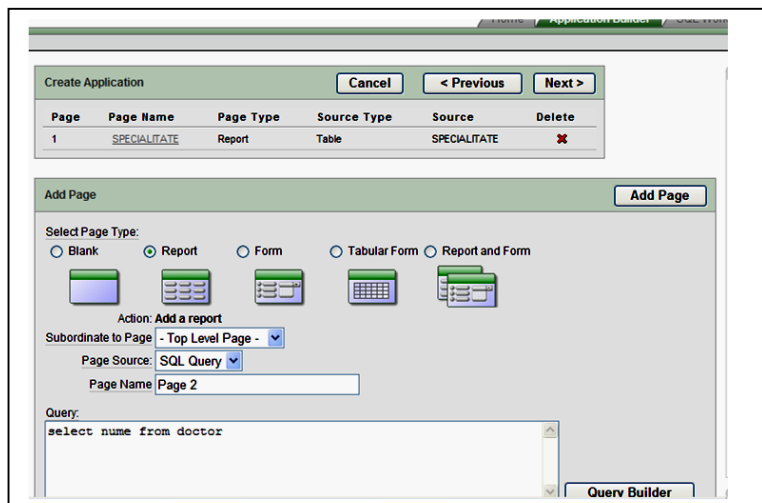 Home Application Builder SQL Work
Create Application Cancel < Previous Next >
Page Page Name Page Type Source Type Source Delete
1 SPECIALITATE Report Table SPECIALITATE
Add Page Add Page
Select Page Type:
Blank Report Form Tabular Form Report and Form
Action: Add a report
Subordinate to Page - Top Level Page -
Page Source: SQL Query
Page Name Page 2
Query:
select nume from doctor
Query Builder